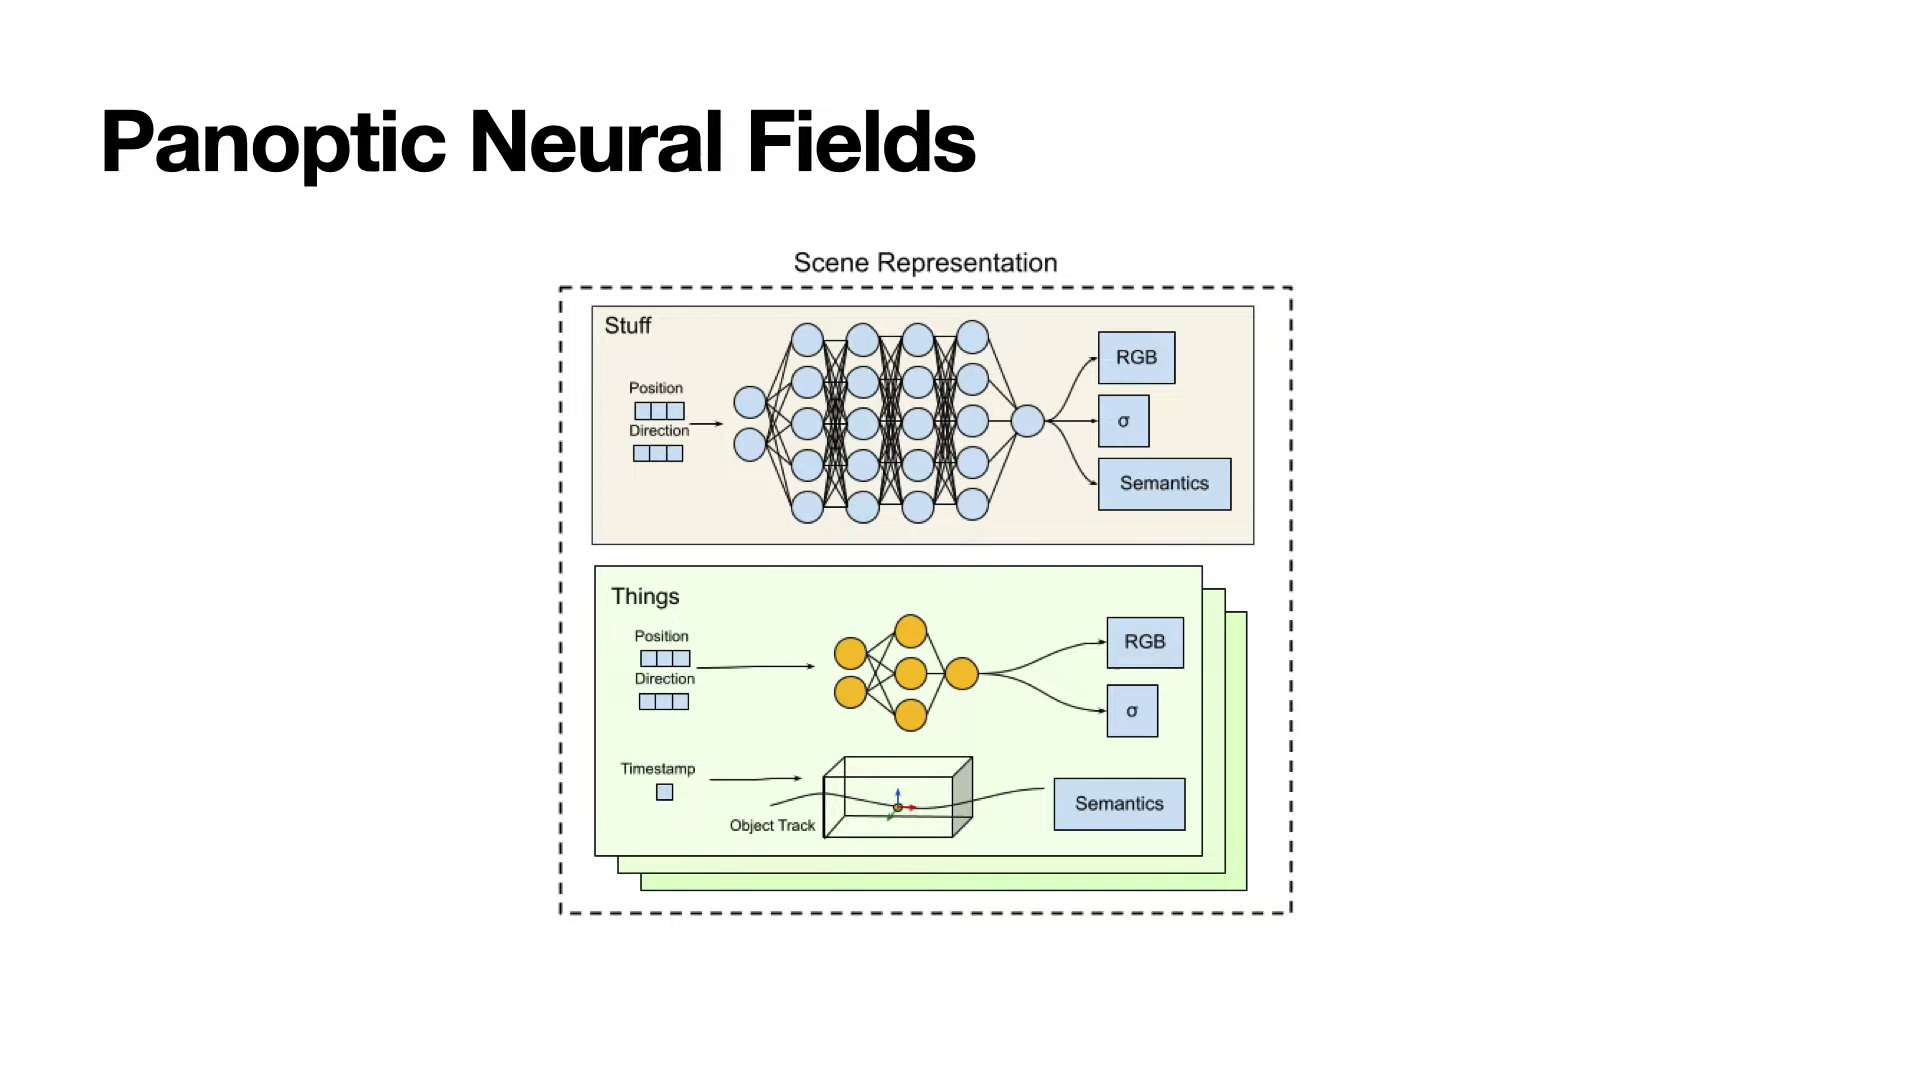 Panoptic Neural Fields
Scene Representation
Stuff
Position
Direction
RGB
σ
Semantics
Things
Position
Direction
RGB
σ
Timestamp
Object Track
Semantics